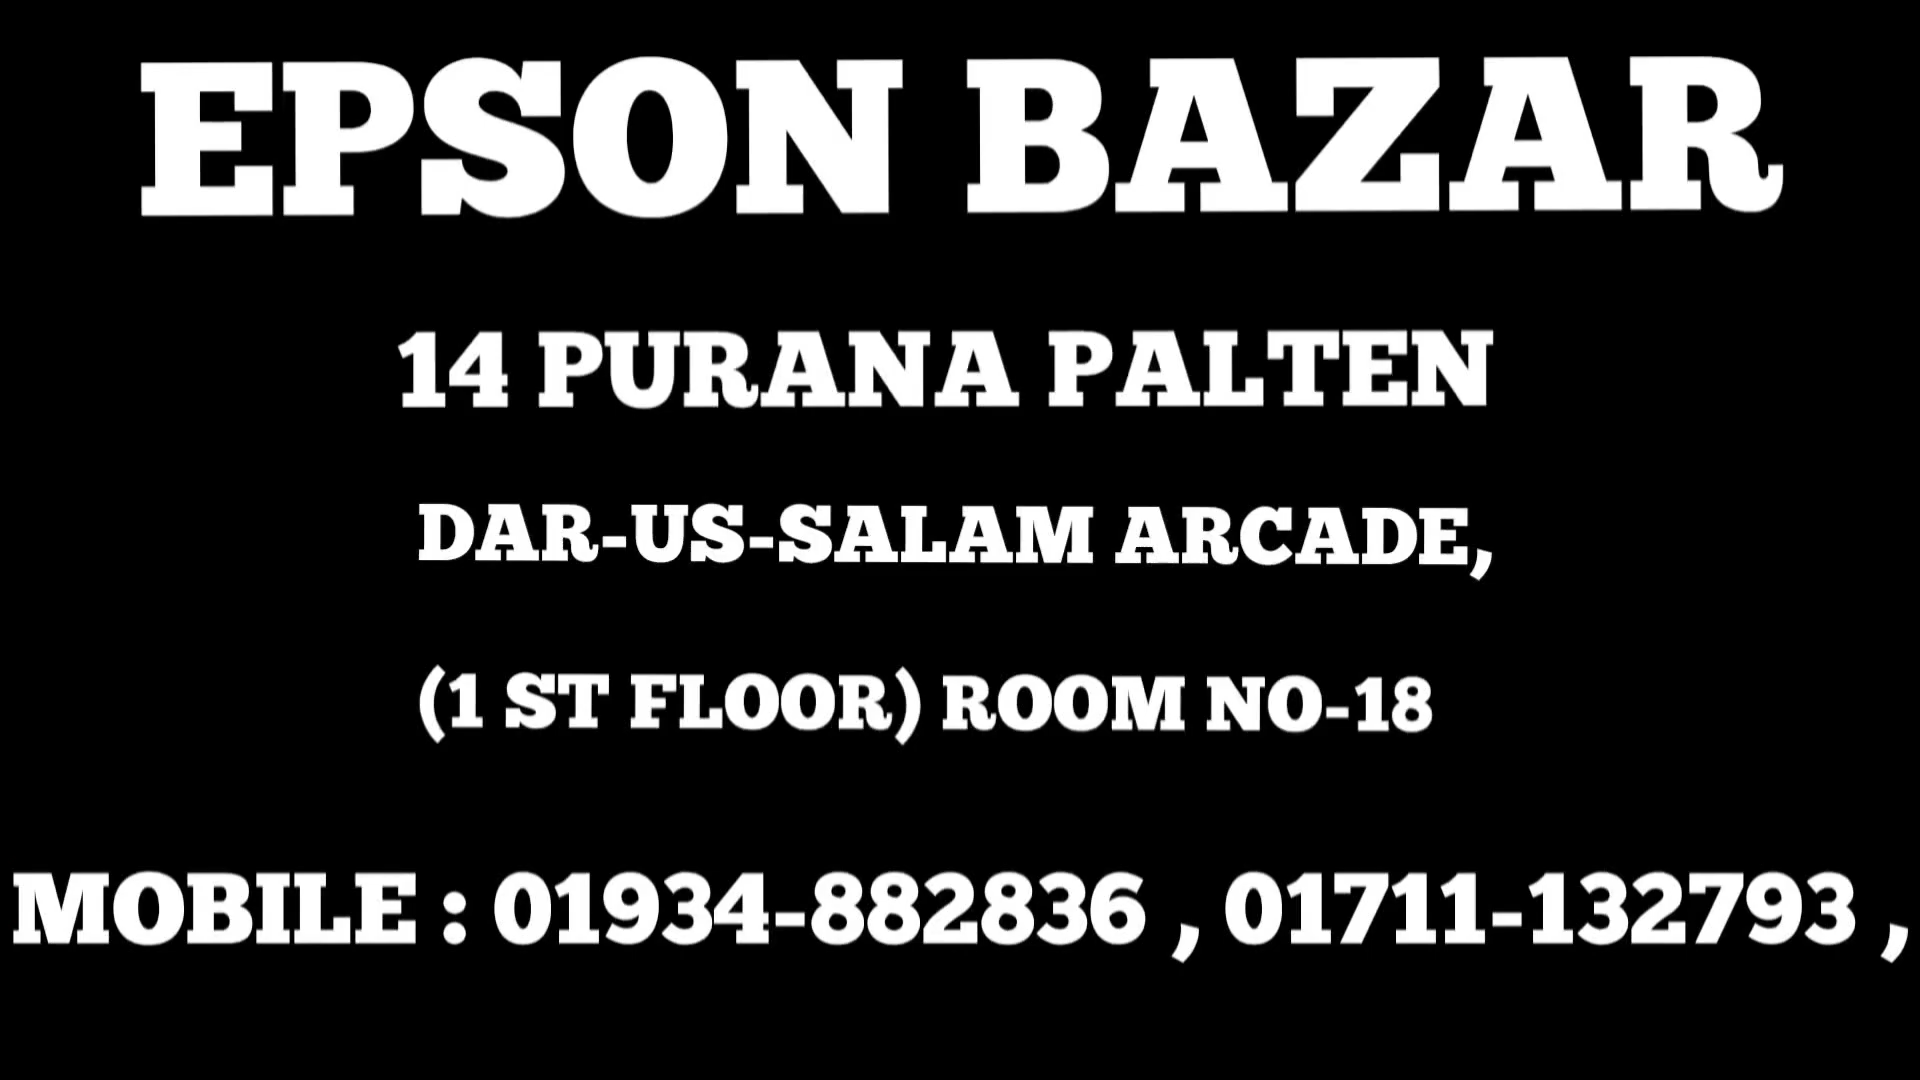 EPSON BAZAR
14 PURANA PALTEN
DAR-US-SALAM ARCADE,
(1 ST FLOOR) ROOM NO-18
MOBILE : 01934-882836 , 01711-132793 ,